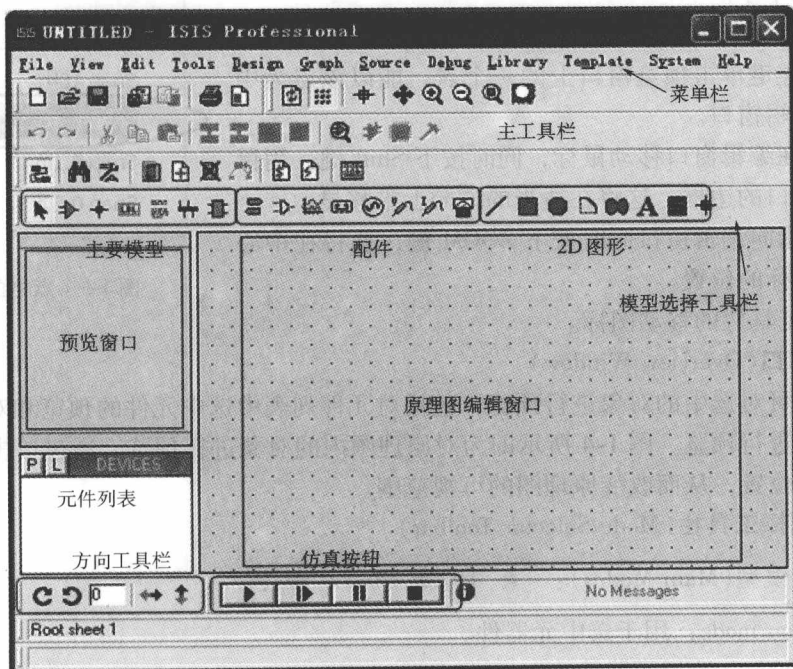 ISIS UNTITLED - ISIS Professional
File View Edit Tools Design Graph Source Debug Library Template System Help
菜单栏
主工具栏
主要模型
配件
2D 图形
模型选择工具栏
预览窗口
原理图编辑窗口
P L DEVICES
元件列表
方向工具栏
仿真按钮
0
No Messages
Root sheet 1